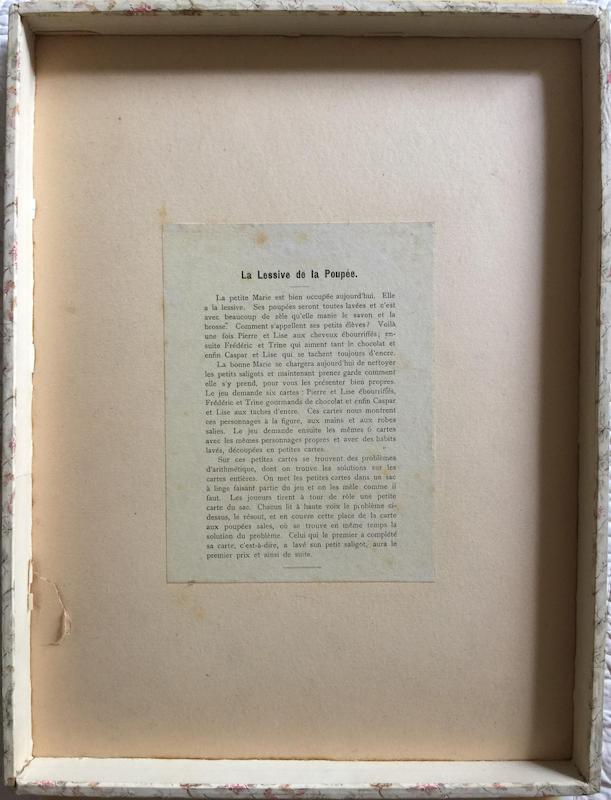 La Lessive de la Poupée.
La petite Marie est bien occupée aujourd'hui. Elle
a la lessive. Ses poupées seront toutes lavées et c'est
avec beaucoup de zèle qu'elle manie le savon et la
brosse. Comment s'appellent ses petits élèves? Voilà
une fois Pierre et Lise aux cheveux ébouriffés; en-
suite Frédéric et Trine qui aiment tant le chocolat et
enfin Caspar et Lise qui se tachent toujours d'encre.
La bonne Marie se chargera aujourd'hui de nettoyer
les petits saligots et maintenant prenez garde comment
elle s'y prend, pour vous les présenter bien propres.
Le jeu demande six cartes: Pierre et Lise ébouriffés,
Frédéric et Trine gourmands de chocolat et enfin Caspar
et Lise aux taches d'encre. Ces cartes nous montrent
ces personnages à la figure, aux mains et aux robes
salies. Le jeu demande ensuite les mêmes 6 cartes
avec les mêmes personnages propres et avec des habits
lavés, découpées en petites cartes.
Sur ces petites cartes se trouvent des problèmes
d'arithmétique, dont on trouve les solutions sur les
cartes entières. On met les petites cartes dans un sac
à linge faisant partie du jeu et on les mêle comme il
faut. Les joueurs tirent à tour de rôle une petite
carte du sac. Chacun lit à haute voix le problème ci-
dessus, le résout, et en couvre cette place de la carte
aux poupées sales, où se trouve en même temps la
solution du problème. Celui qui le premier a complété
sa carte, c'est-à-dire, a lavé sun petit saligot, aura le
premier prix et ainsi de suite.